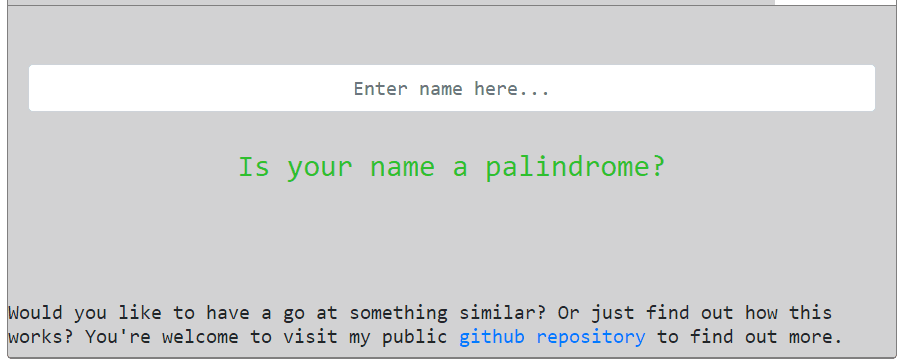 Enter name here...
Is your name a palindrome?
Would you like to have a go at something similar? Or just find out how this
works? You're welcome to visit my public github repository to find out more.